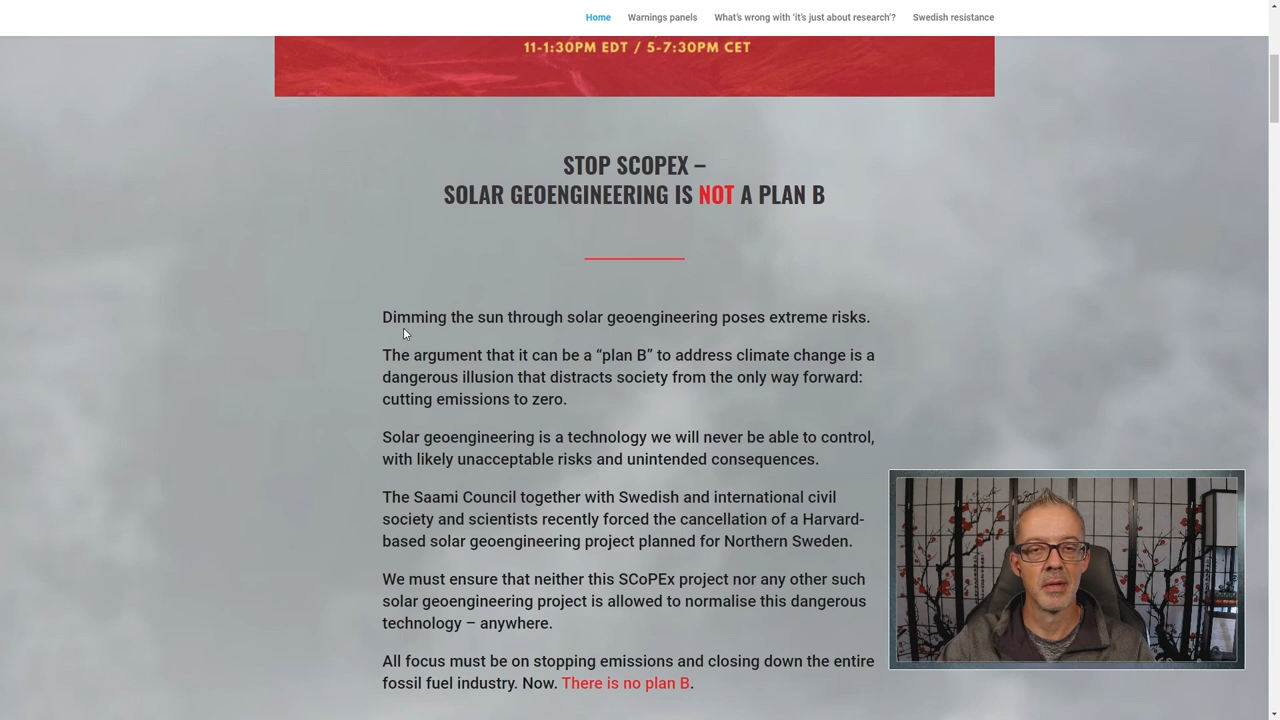 Home Warnings panels What's wrong with ‘it's just about research’? Swedish resistance
11-1:30PM EDT / 5-7:30PM CET
STOP SCOPEX –
SOLAR GEOENGINEERING IS NOT A PLAN B
Dimming the sun through solar geoengineering poses extreme risks.
The argument that it can be a “plan B” to address climate change is a
dangerous illusion that distracts society from the only way forward:
cutting emissions to zero.
Solar geoengineering is a technology we will never be able to control,
with likely unacceptable risks and unintended consequences.
The Saami Council together with Swedish and international civil
society and scientists recently forced the cancellation of a Harvard-
based solar geoengineering project planned for Northern Sweden.
We must ensure that neither this SCoPEx project nor any other such
solar geoengineering project is allowed to normalise this dangerous
technology – anywhere.
All focus must be on stopping emissions and closing down the entire
fossil fuel industry. Now. There is no plan B.